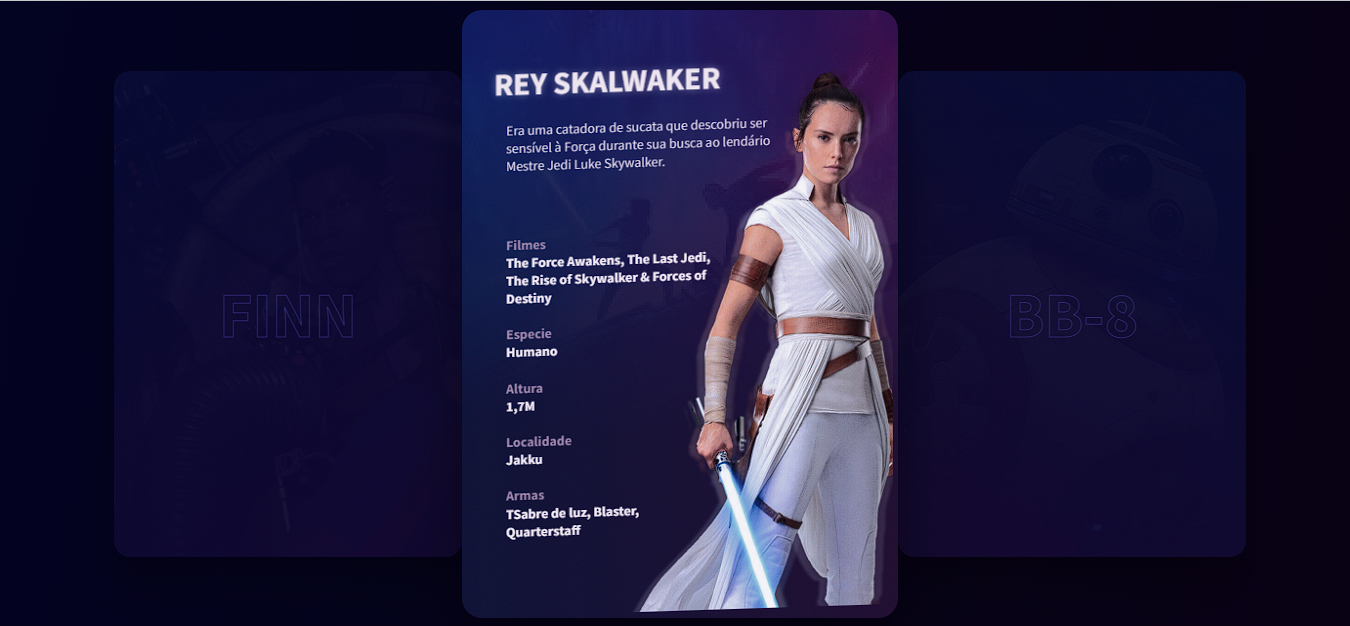 REY SKALWAKER
Era uma catadora de sucata que descobriu ser
sensível à Força durante sua busca ao lendário
Mestre Jedi Luke Skywalker.
Filmes
The Force Awakens, The Last Jedi,
The Rise of Skywalker & Forces of
Destiny
Especie
Humano
Altura
1,7M
Localidade
Jakku
Armas
TSabre de luz, Blaster,
Quarterstaff
FINN
BB-8